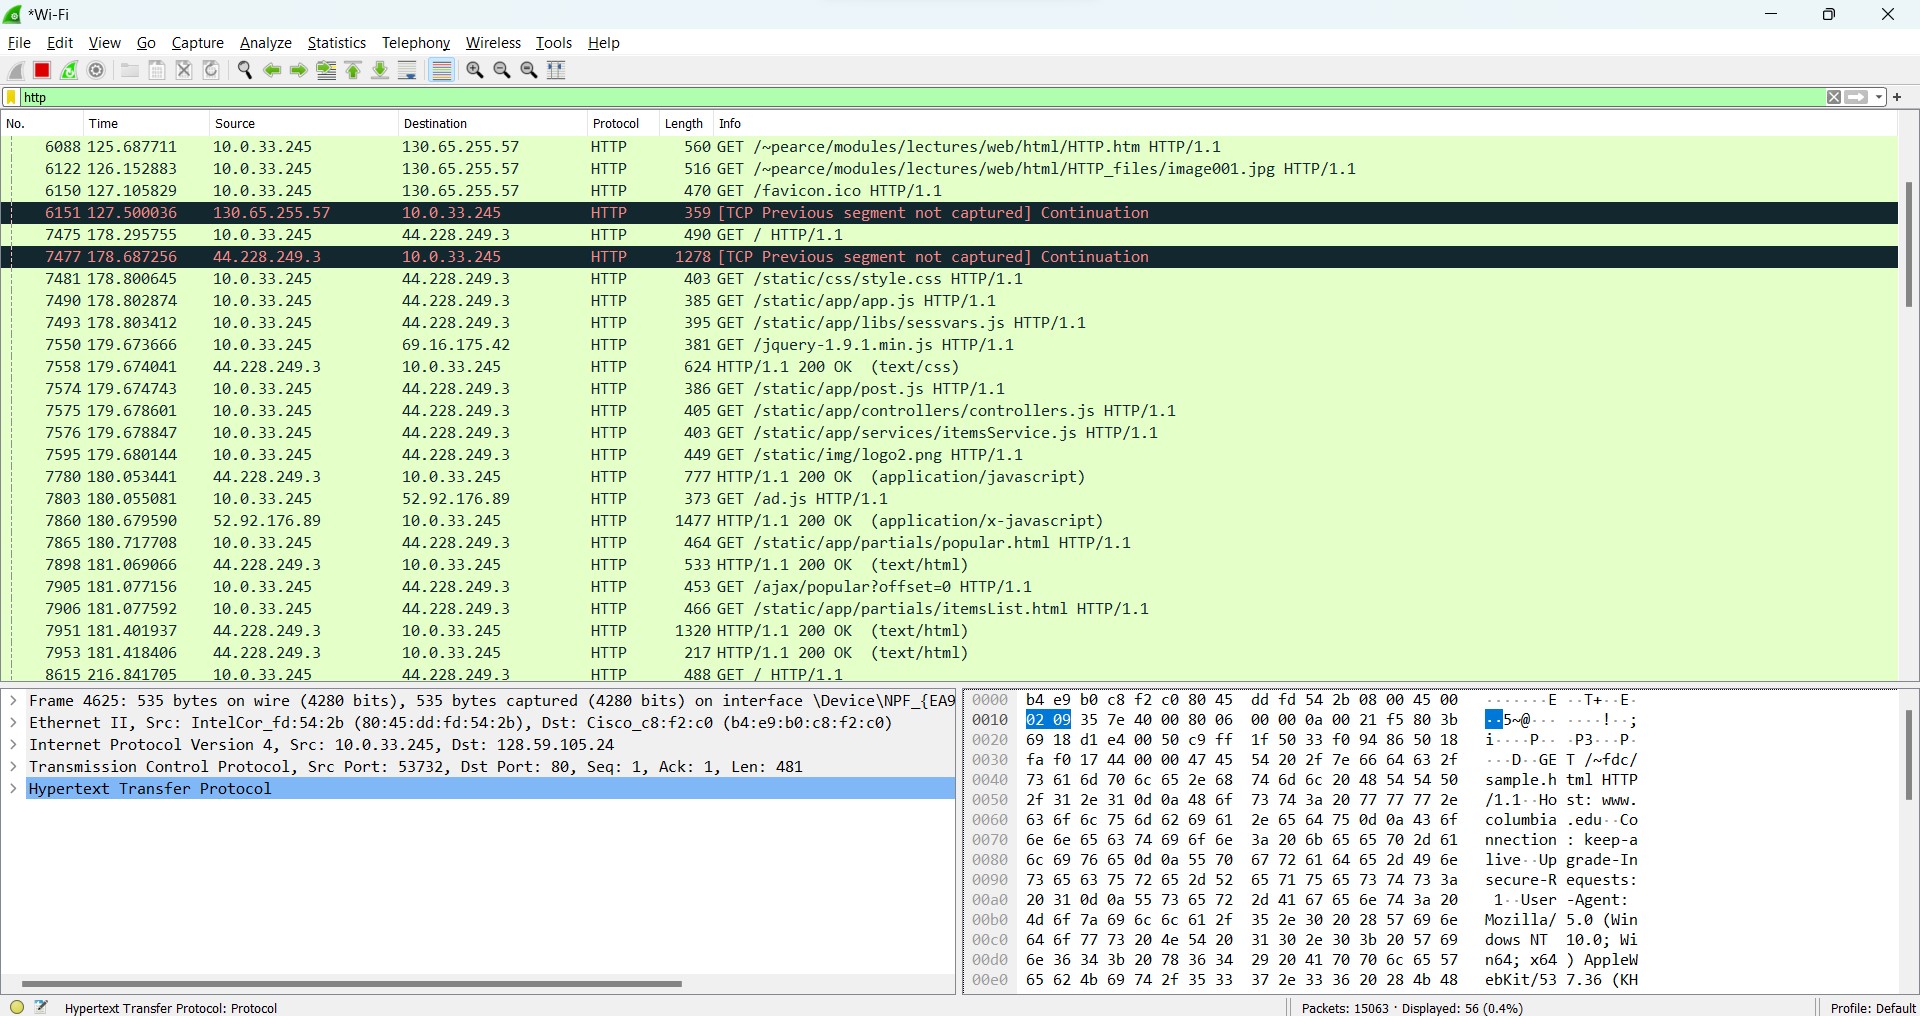 *Wi-Fi
File Edit View Go Capture Analyze Statistics Telephony Wireless Tools Help
http
No. Time Source Destination Protocol Length Info
6088 125.687711 10.0.33.245 130.65.255.57 HTTP 560 GET /~pearce/modules/lectures/web/html/HTTP.htm HTTP/1.1
6122 126.152883 10.0.33.245 130.65.255.57 HTTP 516 GET /~pearce/modules/lectures/web/html/HTTP_files/image001.jpg HTTP/1.1
6150 127.105829 10.0.33.245 130.65.255.57 HTTP 470 GET /favicon.ico HTTP/1.1
6151 127.500036 130.65.255.57 10.0.33.245 HTTP 359 [TCP Previous segment not captured] Continuation
7475 178.295755 10.0.33.245 44.228.249.3 HTTP 490 GET / HTTP/1.1
7477 178.687256 44.228.249.3 10.0.33.245 HTTP 1278 [TCP Previous segment not captured] Continuation
7481 178.800645 10.0.33.245 44.228.249.3 HTTP 403 GET /static/css/style.css HTTP/1.1
7490 178.802874 10.0.33.245 44.228.249.3 HTTP 385 GET /static/app/app.js HTTP/1.1
7493 178.803412 10.0.33.245 44.228.249.3 HTTP 395 GET /static/app/libs/sessvars.js HTTP/1.1
7550 179.673666 10.0.33.245 69.16.175.42 HTTP 381 GET /jquery-1.9.1.min.js HTTP/1.1
7558 179.674041 44.228.249.3 10.0.33.245 HTTP 624 HTTP/1.1 200 OK (text/css)
7574 179.674743 10.0.33.245 44.228.249.3 HTTP 386 GET /static/app/post.js HTTP/1.1
7575 179.678601 10.0.33.245 44.228.249.3 HTTP 405 GET /static/app/controllers/controllers.js HTTP/1.1
7576 179.678847 10.0.33.245 44.228.249.3 HTTP 403 GET /static/app/services/itemsService.js HTTP/1.1
7595 179.680144 10.0.33.245 44.228.249.3 HTTP 449 GET /static/img/logo2.png HTTP/1.1
7780 180.053441 44.228.249.3 10.0.33.245 HTTP 777 HTTP/1.1 200 OK (application/javascript)
7803 180.055081 10.0.33.245 52.92.176.89 HTTP 373 GET /ad.js HTTP/1.1
7860 180.679590 52.92.176.89 10.0.33.245 HTTP 1477 HTTP/1.1 200 OK (application/x-javascript)
7865 180.717708 10.0.33.245 44.228.249.3 HTTP 464 GET /static/app/partials/popular.html HTTP/1.1
7898 181.069066 44.228.249.3 10.0.33.245 HTTP 533 HTTP/1.1 200 OK (text/html)
7905 181.077156 10.0.33.245 44.228.249.3 HTTP 453 GET /ajax/popular?offset=0 HTTP/1.1
7906 181.077592 10.0.33.245 44.228.249.3 HTTP 466 GET /static/app/partials/itemsList.html HTTP/1.1
7951 181.401937 44.228.249.3 10.0.33.245 HTTP 1320 HTTP/1.1 200 OK (text/html)
7953 181.418406 44.228.249.3 10.0.33.245 HTTP 217 HTTP/1.1 200 OK (text/html)
8615 216.841705 10.0.33.245 44.228.249.3 HTTP 488 GET / HTTP/1.1
Frame 4625: 535 bytes on wire (4280 bits), 535 bytes captured (4280 bits) on interface \Device\NPF_{EA9
Ethernet II, Src: IntelCor_fd:54:2b (80:45:dd:fd:54:2b), Dst: Cisco_c8:f2:c0 (b4:e9:b0:c8:f2:c0)
Internet Protocol Version 4, Src: 10.0.33.245, Dst: 128.59.105.24
Transmission Control Protocol, Src Port: 53732, Dst Port: 80, Seq: 1, Ack: 1, Len: 481
Hypertext Transfer Protocol
0000 b4 e9 b0 c8 f2 c0 80 45 dd fd 54 2b 08 00 45 00 ·······E ··T+··E·
0010 02 09 35 7e 40 00 80 06 00 00 0a 00 21 f5 80 3b ··5~@··· ····!··;
0020 69 18 d1 e4 00 50 c9 ff 1f 50 33 f0 94 86 50 18 i····P·· ·P3···P·
0030 fa f0 17 44 00 00 47 45 54 20 2f 7e 66 64 63 2f ···D··GE T /~fdc/
0040 73 61 6d 70 6c 65 2e 68 74 6d 6c 20 48 54 54 50 sample.h tml HTTP
0050 2f 31 2e 31 0d 0a 48 6f 73 74 3a 20 77 77 77 2e /1.1··Ho st: www.
0060 63 6f 6c 75 6d 62 69 61 2e 65 64 75 0d 0a 43 6f columbia .edu··Co
0070 6e 6e 65 63 74 69 6f 6e 3a 20 6b 65 65 70 2d 61 nnection : keep-a
0080 6c 69 76 65 0d 0a 55 70 67 72 61 64 65 2d 49 6e live··Up grade-In
0090 73 65 63 75 72 65 2d 52 65 71 75 65 73 74 73 3a secure-R equests:
00a0 20 31 0d 0a 55 73 65 72 2d 41 67 65 6e 74 3a 20 1··User -Agent:
00b0 4d 6f 7a 69 6c 6c 61 2f 35 2e 30 20 28 57 69 6e Mozilla/ 5.0 (Win
00c0 64 6f 77 73 20 4e 54 20 31 30 2e 30 3b 20 57 69 dows NT 10.0; Wi
00d0 6e 36 34 3b 20 78 36 34 29 20 41 70 70 6c 65 57 n64; x64 ) AppleW
00e0 65 62 4b 69 74 2f 35 33 37 2e 33 36 20 28 4b 48 ebKit/53 7.36 (KH
Hypertext Transfer Protocol: Protocol
Packets: 15063 · Displayed: 56 (0.4%)
Profile: Default